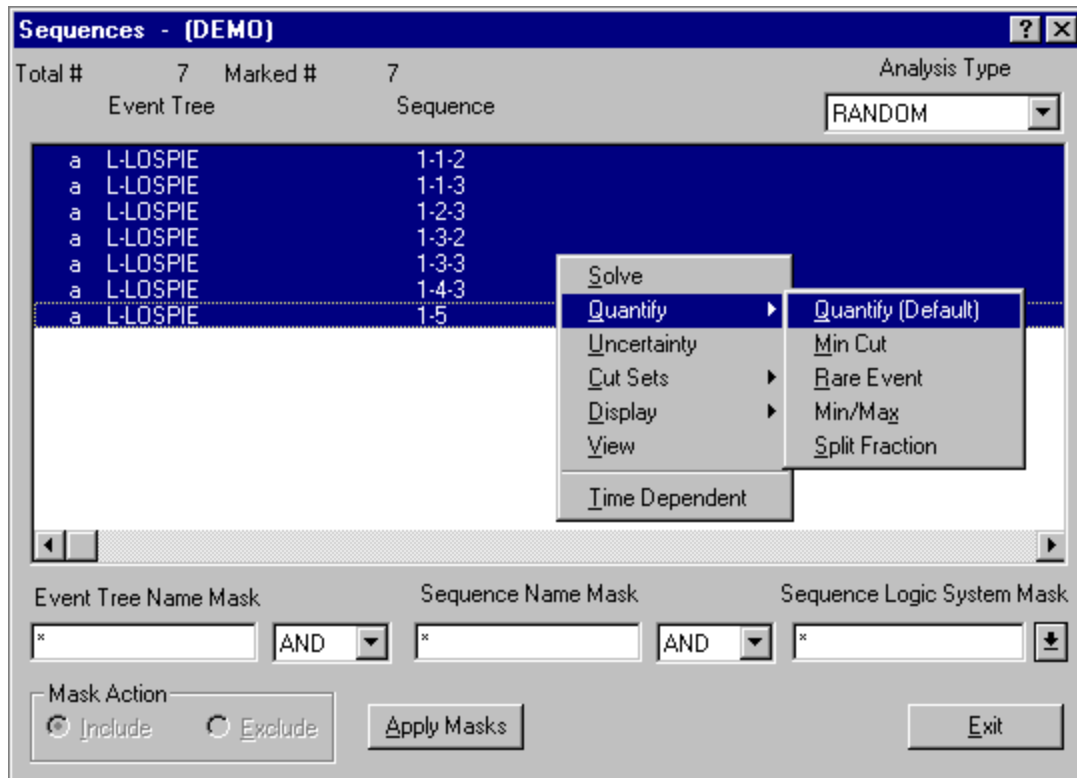 Sequences - (DEMO)
Total # 7 Marked # 7
Analysis Type
Event Tree Sequence
RANDOM
a L-LOSPIE 1-1-2
a L-LOSPIE 1-1-3
a L-LOSPIE 1-2-3
a L-LOSPIE 1-3-2
a L-LOSPIE 1-3-3
a L-LOSPIE 1-4-3
a L-LOSPIE 1-5
Solve
Quantify
Uncertainty
Cut Sets
Display
View
Time Dependent
Quantify (Default)
Min Cut
Rare Event
Min/Max
Split Fraction
Event Tree Name Mask Sequence Name Mask Sequence Logic System Mask
* AND * AND *
Mask Action
Include Exclude
Apply Masks
Exit